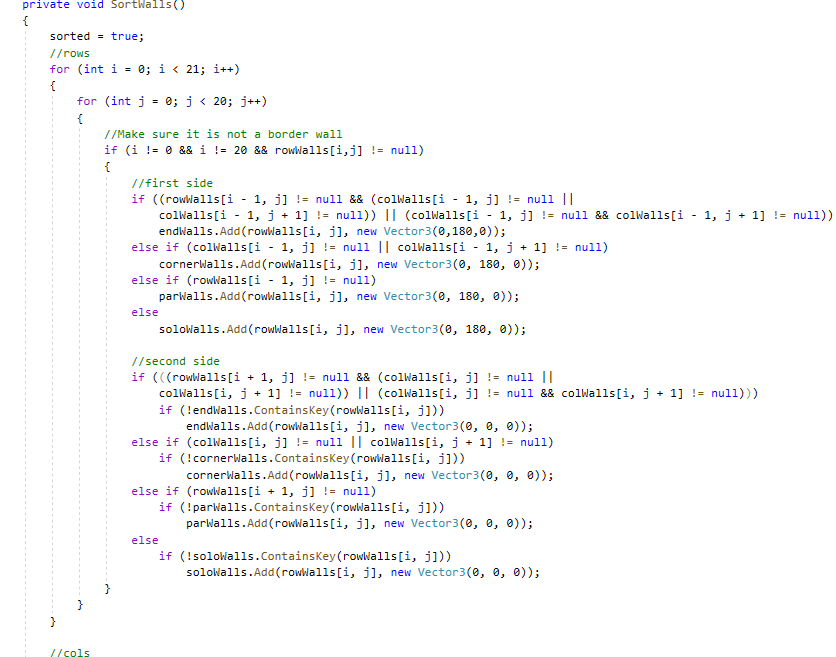 private void SortWalls()
{
sorted = true;
//rows
for (int i = 0; i < 21; i++)
{
for (int j = 0; j < 20; j++)
{
//Make sure it is not a border wall
if (i != 0 && i != 20 && rowWalls[i,j] != null)
{
//first side
if ((rowWalls[i - 1, j] != null && (colWalls[i - 1, j] != null ||
colWalls[i - 1, j + 1] != null)) || (colWalls[i - 1, j] != null && colWalls[i - 1, j + 1] != null))
endWalls.Add(rowWalls[i, j], new Vector3(0,180,0));
else if (colWalls[i - 1, j] != null || colWalls[i - 1, j + 1] != null)
cornerWalls.Add(rowWalls[i, j], new Vector3(0, 180, 0));
else if (rowWalls[i - 1, j] != null)
parWalls.Add(rowWalls[i, j], new Vector3(0, 180, 0));
else
soloWalls.Add(rowWalls[i, j], new Vector3(0, 180, 0));
//second side
if (((rowWalls[i + 1, j] != null && (colWalls[i, j] != null ||
colWalls[i, j + 1] != null)) || (colWalls[i, j] != null && colWalls[i, j + 1] != null)))
if (!endWalls.ContainsKey(rowWalls[i, j]))
endWalls.Add(rowWalls[i, j], new Vector3(0, 0, 0));
else if (colWalls[i, j] != null || colWalls[i, j + 1] != null)
if (!cornerWalls.ContainsKey(rowWalls[i, j]))
cornerWalls.Add(rowWalls[i, j], new Vector3(0, 0, 0));
else if (rowWalls[i + 1, j] != null)
if (!parWalls.ContainsKey(rowWalls[i, j]))
parWalls.Add(rowWalls[i, j], new Vector3(0, 0, 0));
else
if (!soloWalls.ContainsKey(rowWalls[i, j]))
soloWalls.Add(rowWalls[i, j], new Vector3(0, 0, 0));
}
}
}
//cols